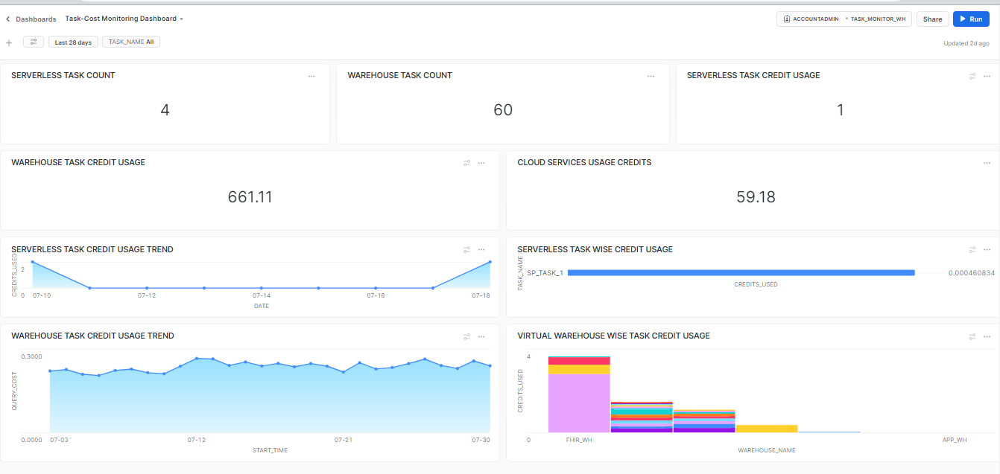 Dashboards Task-Cost Monitoring Dashboard
ACCOUNTADMIN TASK_MONITOR_WH Share Run
Last 28 days TASK_NAME All
Updated 2d ago
SERVERLESS TASK COUNT
4
WAREHOUSE TASK COUNT
60
SERVERLESS TASK CREDIT USAGE
1
WAREHOUSE TASK CREDIT USAGE
661.11
CLOUD SERVICES USAGE CREDITS
59.18
SERVERLESS TASK CREDIT USAGE TREND
CREDITS_USED
2
0
07-10 07-12 07-14 07-16 07-18
DATE
SERVERLESS TASK WISE CREDIT USAGE
TASK_NAME
SP_TASK_1 0.000460834
CREDITS_USED
WAREHOUSE TASK CREDIT USAGE TREND
QUERY_COST
0.3000
0.0000
07-03 07-12 07-21 07-30
START_TIME
VIRTUAL WAREHOUSE WISE TASK CREDIT USAGE
CREDITS_USED
4
0
FHIR_WH APP_WH
WAREHOUSE_NAME